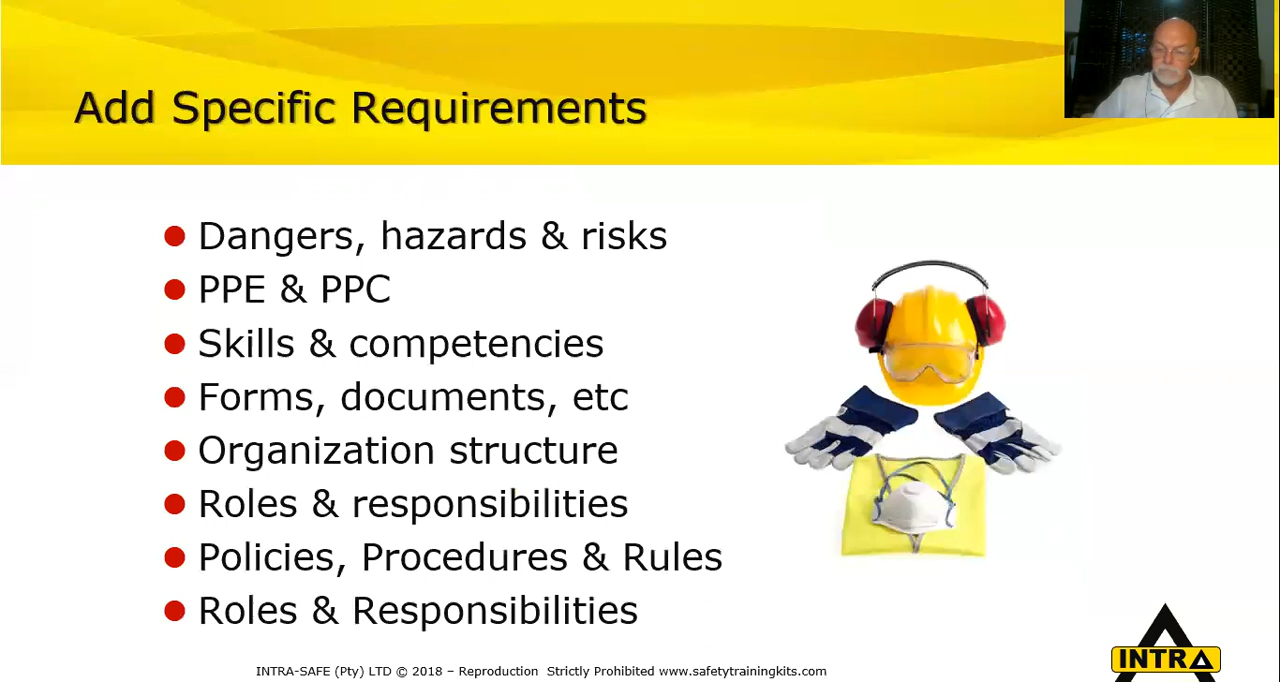 Add Specific Requirements
Dangers, hazards & risks
PPE & PPC
Skills & competencies
Forms, documents, etc
Organization structure
Roles & responsibilities
Policies, Procedures & Rules
Roles & Responsibilities
INTRA-SAFE (Pty) LTD © 2018 – Reproduction Strictly Prohibited www.safetytrainingkits.com
INTRA